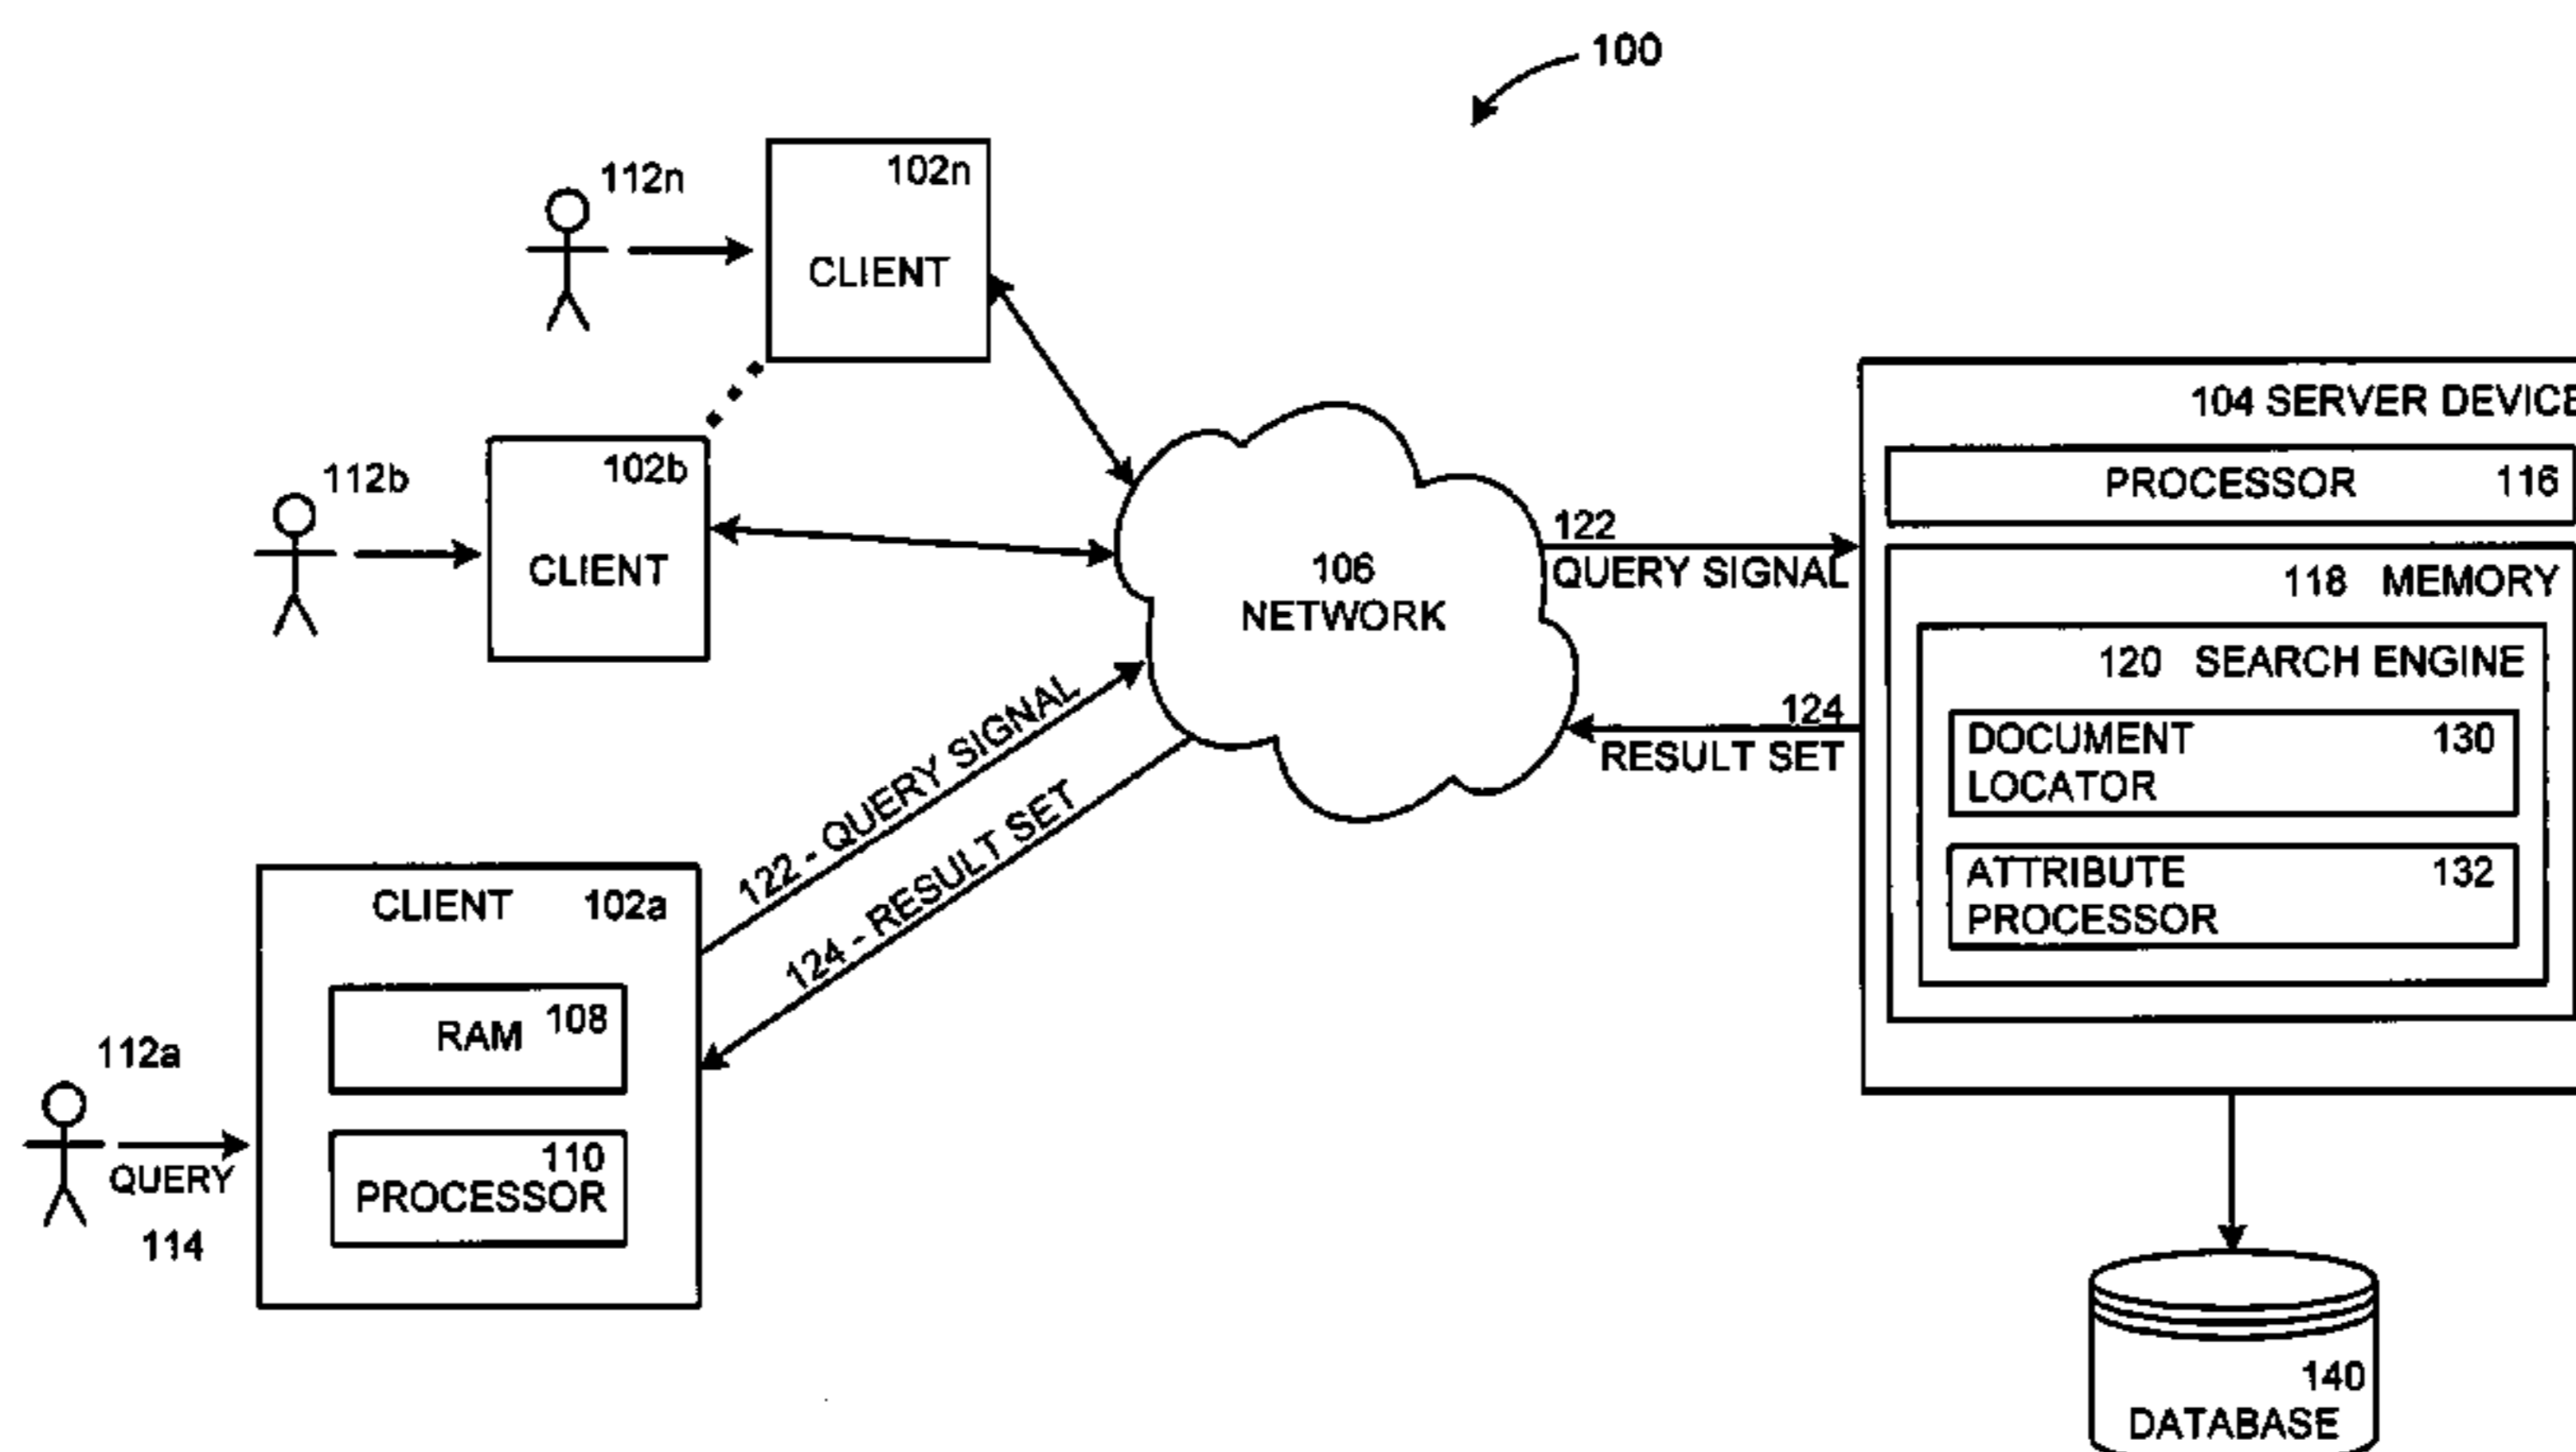 100
112n
102n
CLIENT
112b
102b
CLIENT
106
NETWORK
122
QUERY SIGNAL
124
RESULT SET
122 - QUERY SIGNAL
124 - RESULT SET
104 SERVER DEVICE
PROCESSOR 116
118 MEMORY
120 SEARCH ENGINE
DOCUMENT 130
LOCATOR
ATTRIBUTE 132
PROCESSOR
CLIENT 102a
RAM 108
110
PROCESSOR
112a
QUERY
114
140
DATABASE